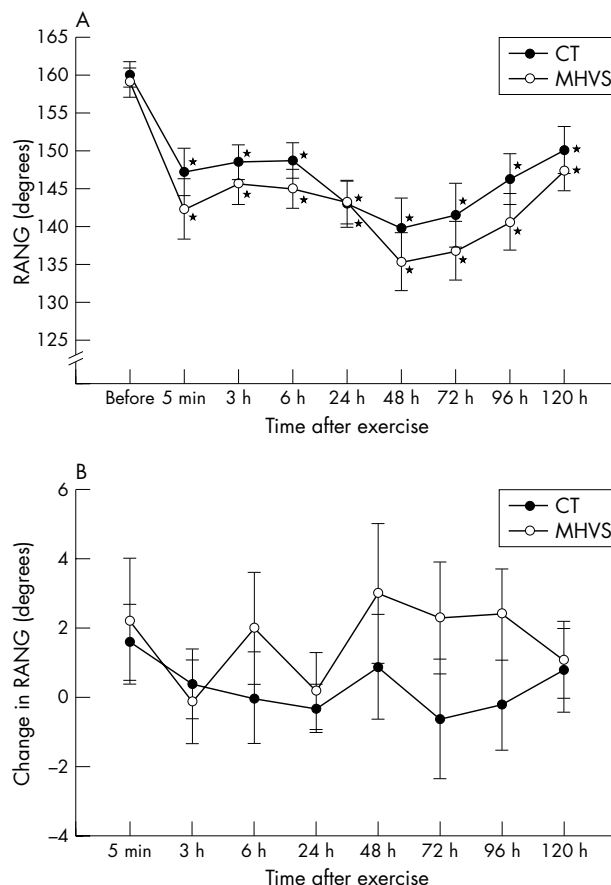 A
165
160
155
150
145
140
135
130
125
RANG (degrees)
CT
MHVS
Before 5 min 3 h 6 h 24 h 48 h 72 h 96 h 120 h
Time after exercise
B
6
4
2
0
−2
−4
Change in RANG (degrees)
CT
MHVS
5 min 3 h 6 h 24 h 48 h 72 h 96 h 120 h
Time after exercise